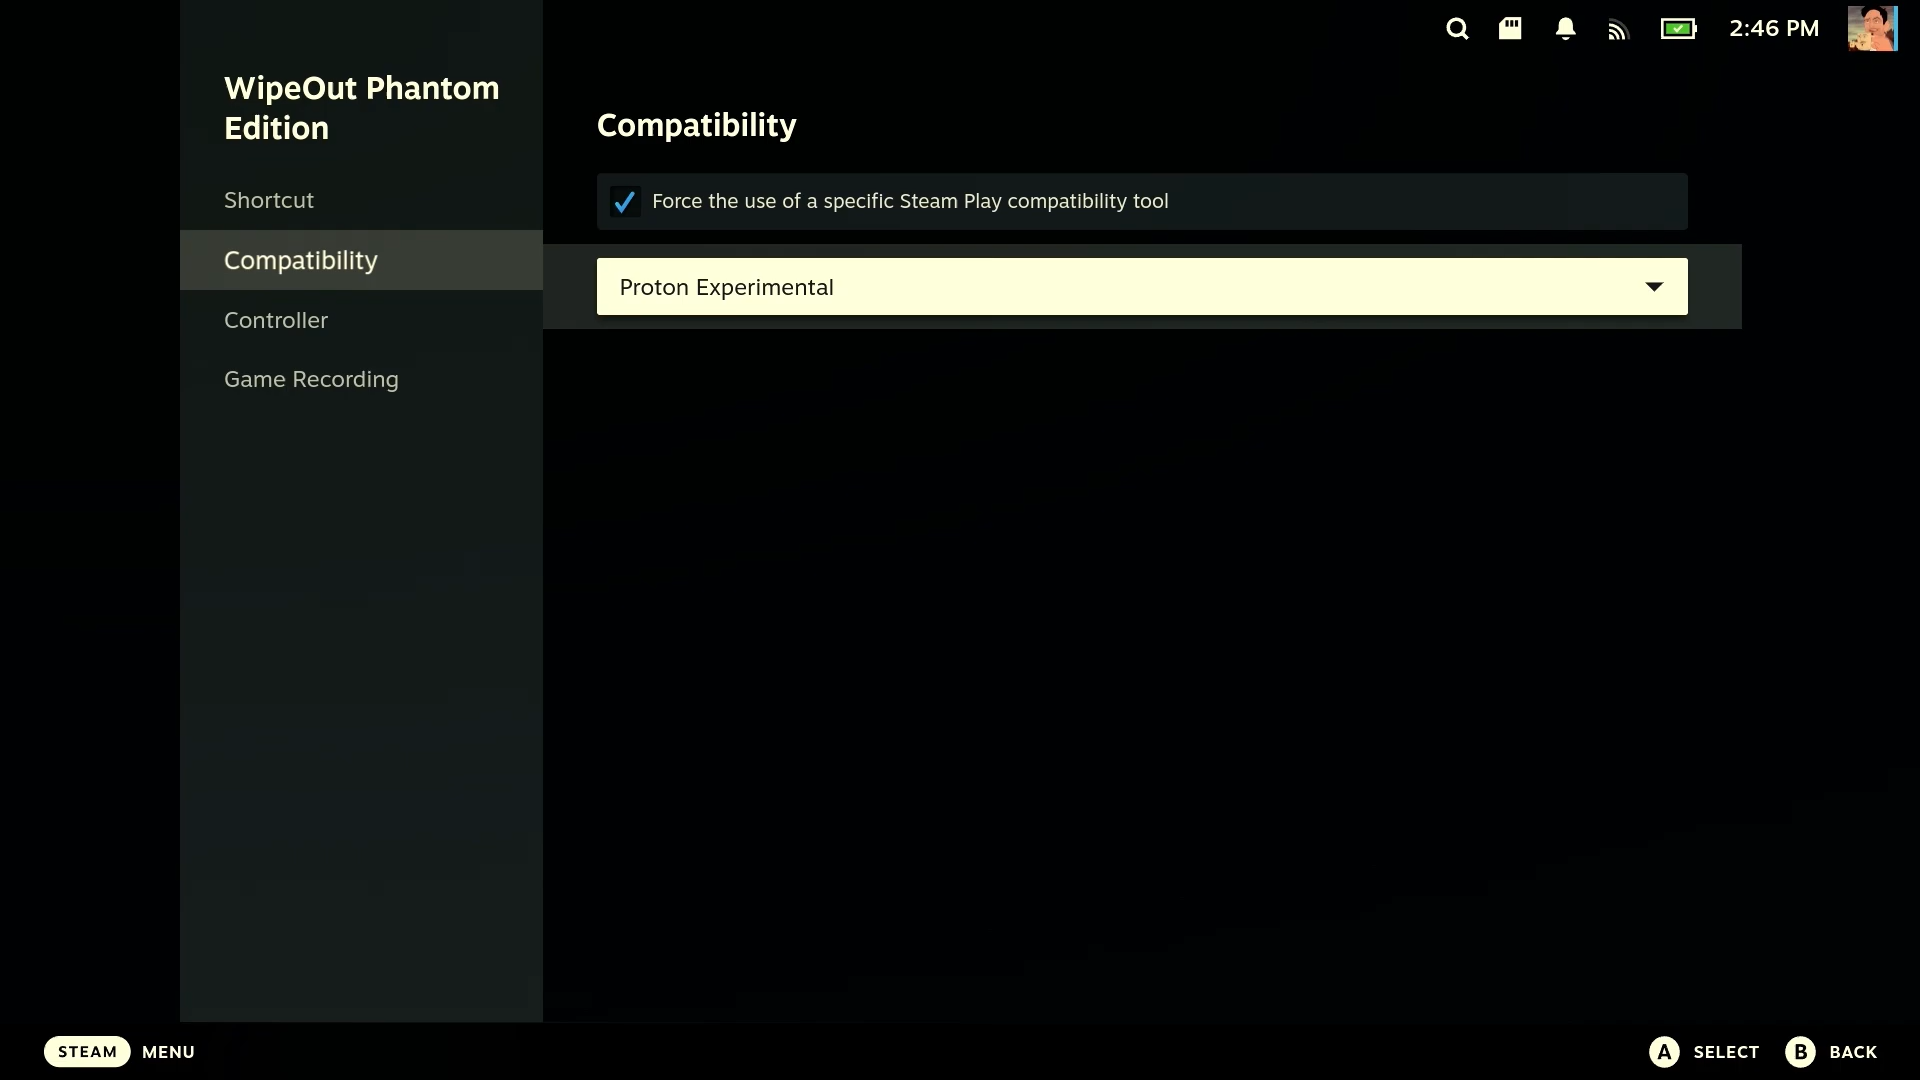 2:46 PM
WipeOut Phantom
Edition
Shortcut
Compatibility
Controller
Game Recording
Compatibility
Force the use of a specific Steam Play compatibility tool
Proton Experimental
STEAM MENU
A SELECT B BACK